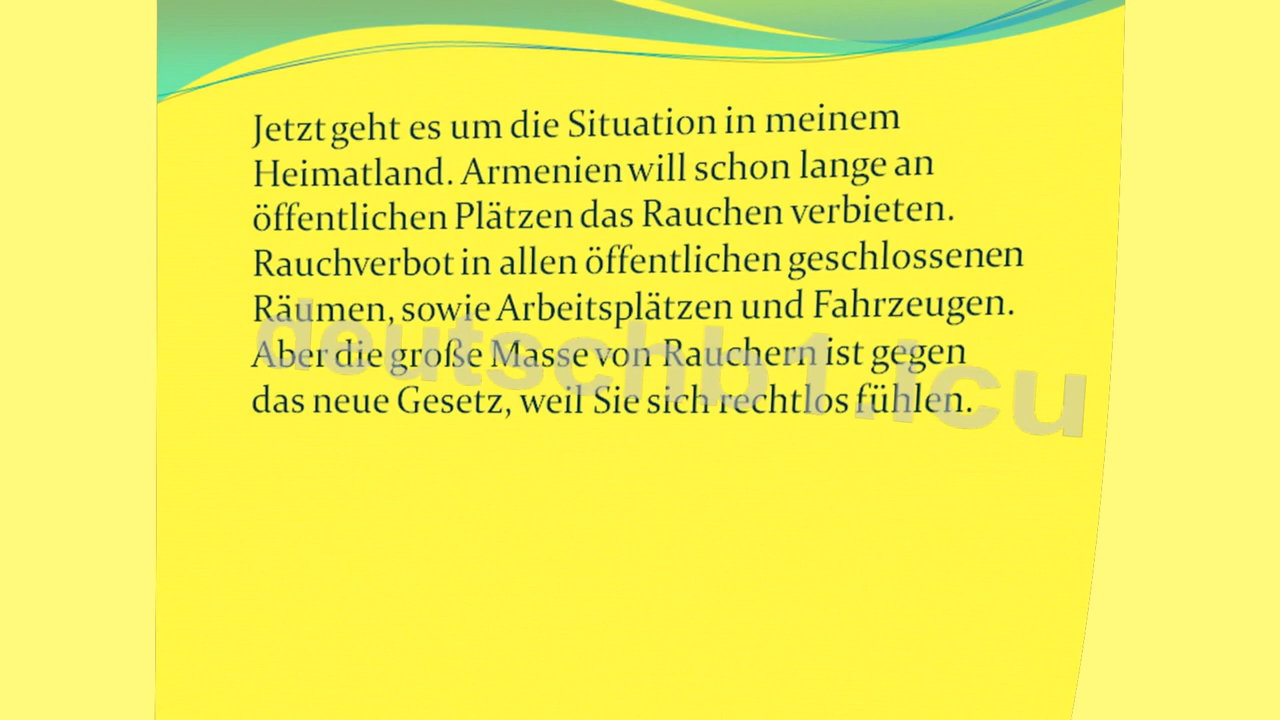 Jetzt geht es um die Situation in meinem
Heimatland. Armenien will schon lange an
öffentlichen Plätzen das Rauchen verbieten.
Rauchverbot in allen öffentlichen geschlossenen
Räumen, sowie Arbeitsplätzen und Fahrzeugen.
Aber die große Masse von Rauchern ist gegen
das neue Gesetz, weil Sie sich rechtlos fühlen.
deutschb1.icu